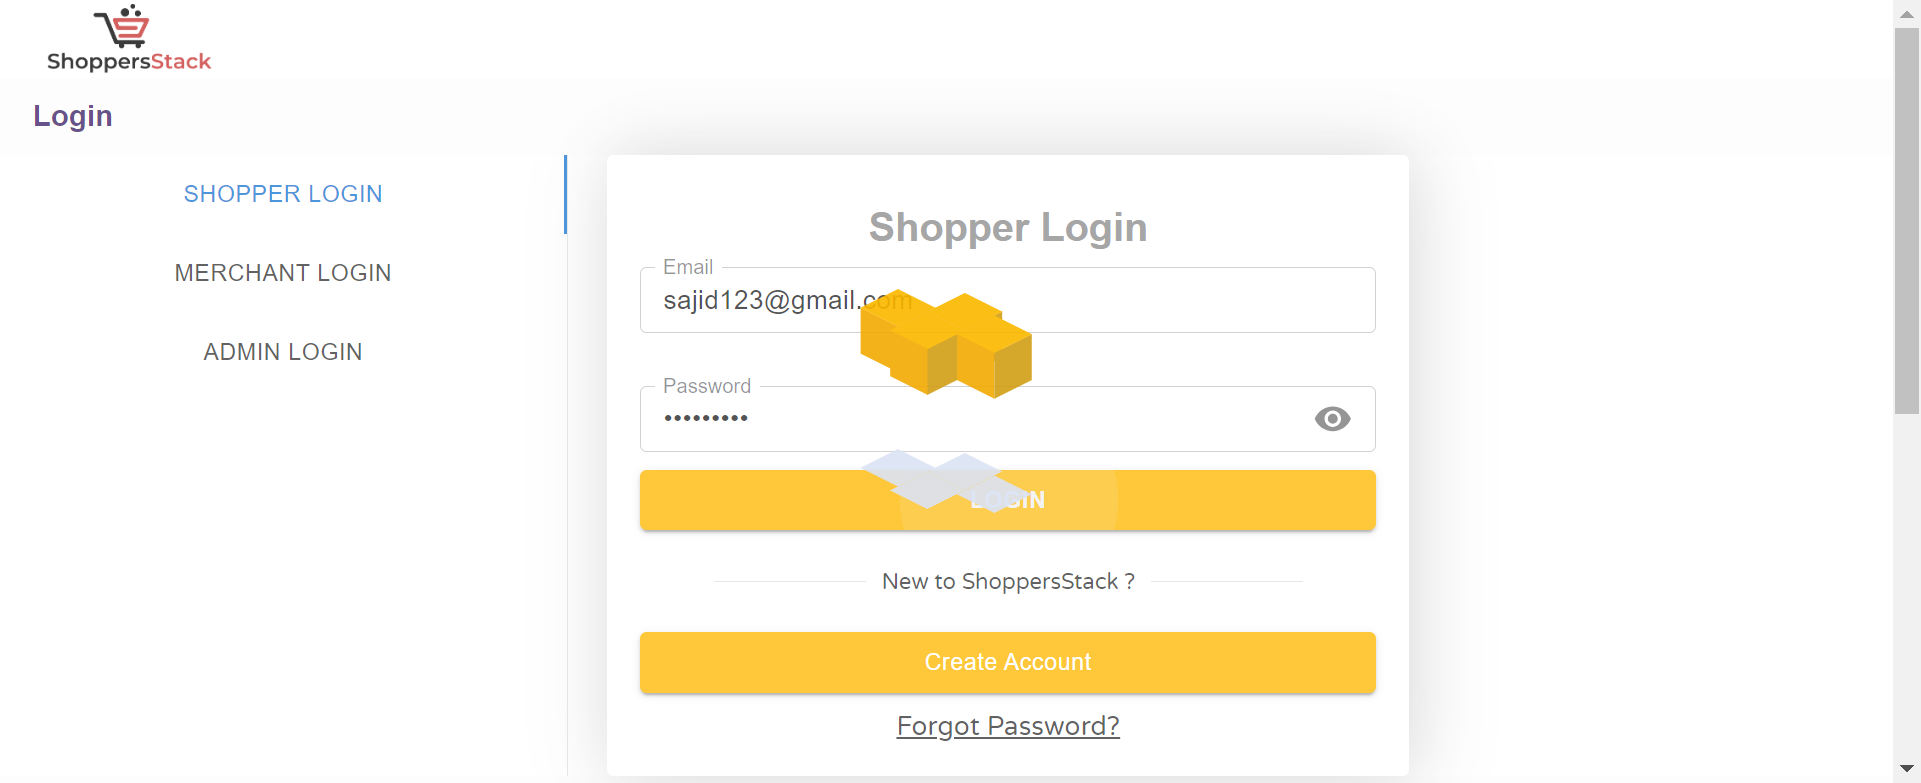 ShoppersStack
Login
SHOPPER LOGIN
MERCHANT LOGIN
ADMIN LOGIN
Shopper Login
Email
sajid123@gmail.com
Password
•••••••••
LOGIN
New to ShoppersStack ?
Create Account
Forgot Password?